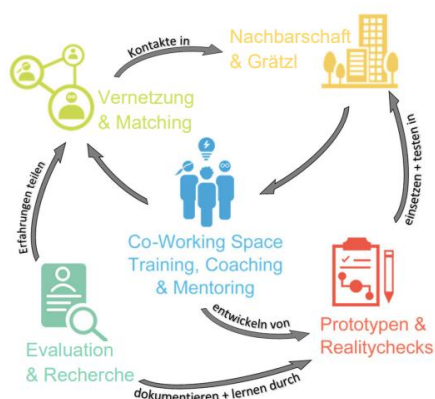 Kontakte in
Nachbarschaft
& Grätzl
Vernetzung
& Matching
Erfahrungen teilen
einsetzen + testen in
Co-Working Space
Training, Coaching
& Mentoring
entwickeln von
Prototypen &
Realitychecks
Evaluation
& Recherche
dokumentieren + lernen durch